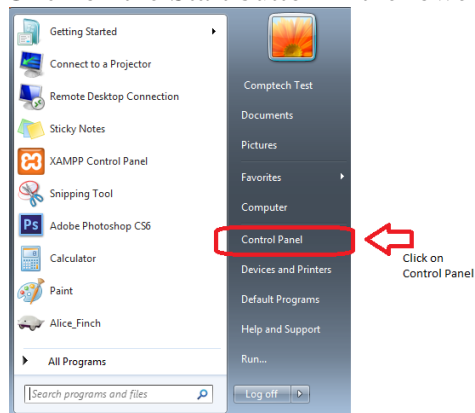 Getting Started
Connect to a Projector
Remote Desktop Connection
Sticky Notes
XAMPP Control Panel
Snipping Tool
Ps Adobe Photoshop CS6
Calculator
Paint
Alice_Finch
All Programs
Search programs and files
Comptech Test
Documents
Pictures
Favorites
Computer
Control Panel
Devices and Printers
Default Programs
Help and Support
Run...
Log off
Click on
Control Panel